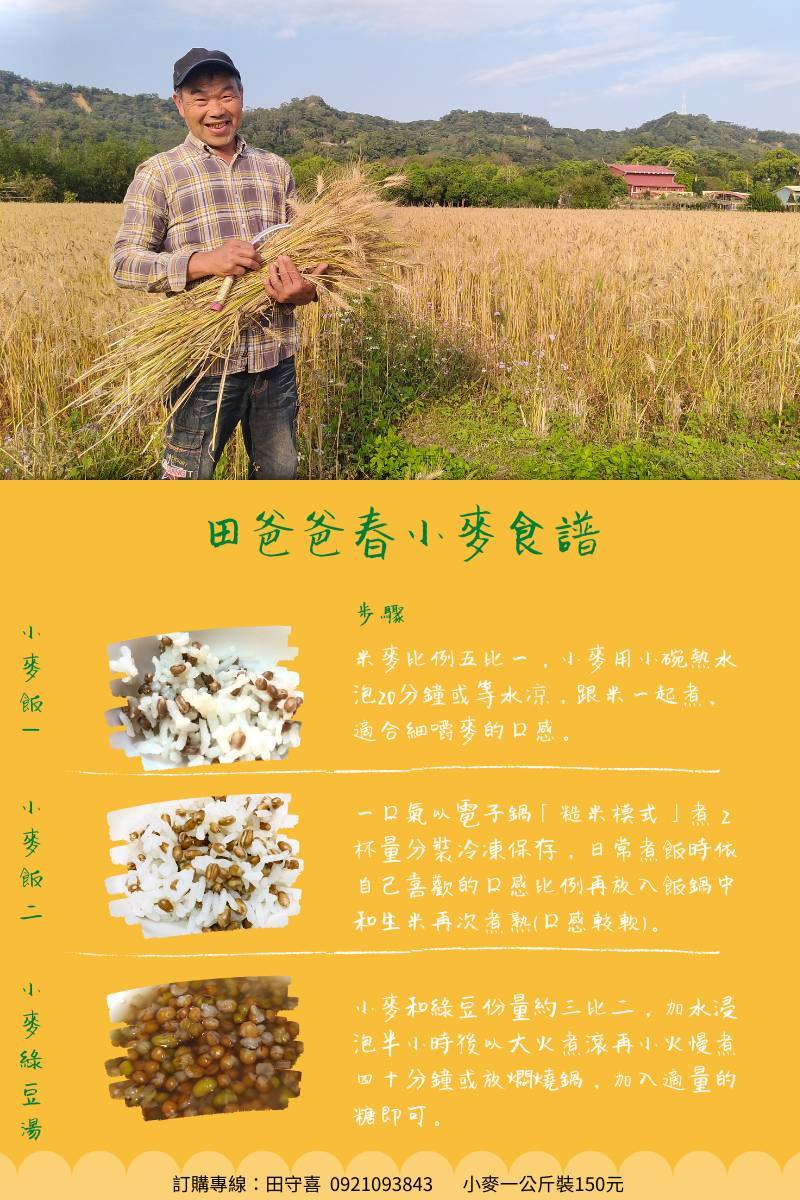 田爸爸春小麥食譜
步驟
小麥飯一
米麥比例五比一，小麥用小碗熱水
泡20分鐘或等水涼，跟米一起煮、
適合細嚼麥的口感。
小麥飯二
一口氣以電子鍋「糙米模式」煮2
杯量分裝冷凍保存，日常煮飯時依
自己喜歡的口感比例再放入飯鍋中
和生米再次煮熟(口感較軟)。
小麥綠豆湯
小麥和綠豆份量約三比二，加水浸
泡半小時後以大火煮滾再小火慢煮
四十分鐘或放燜燒鍋，加入適量的
糖即可。
訂購專線：田守喜 0921093843 小麥一公斤裝150元